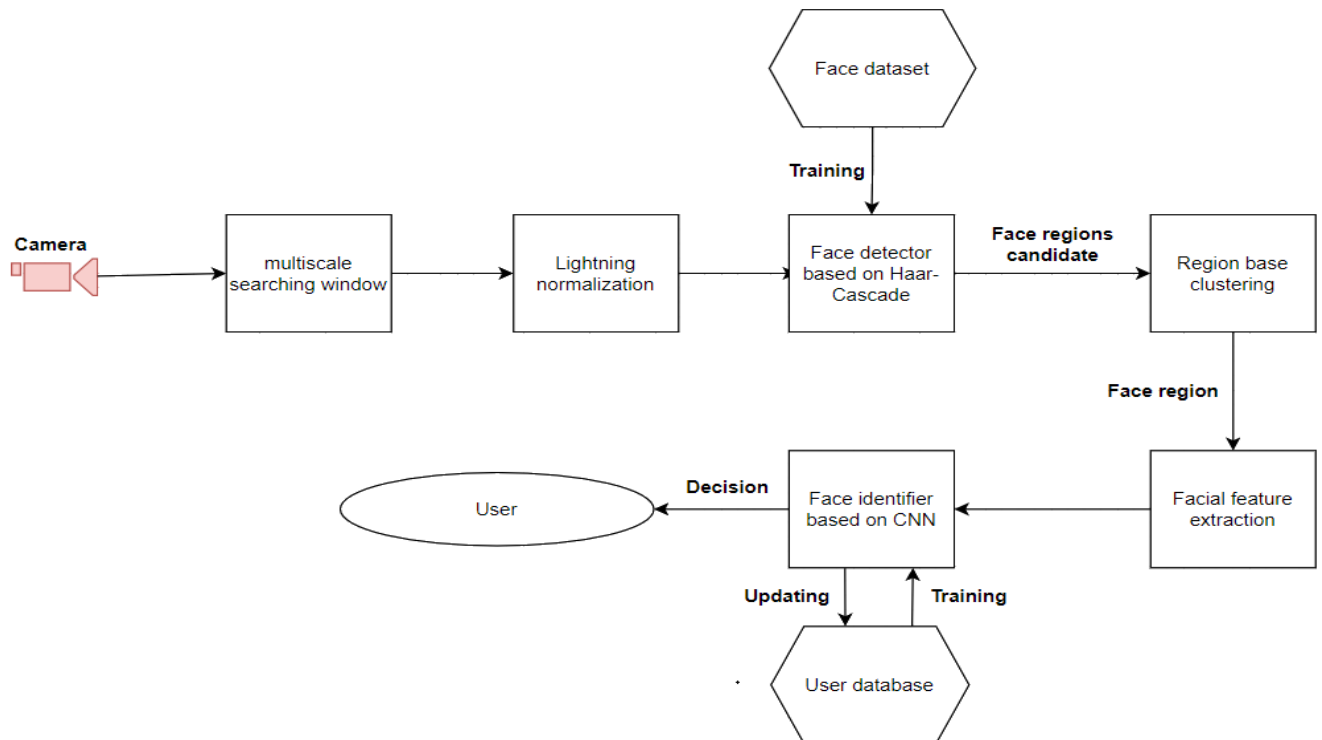 Face dataset
Training
Camera
multiscale
searching window
Lightning
normalization
Face detector
based on Haar-
Cascade
Face regions
candidate
Region base
clustering
Face region
Facial feature
extraction
Face identifier
based on CNN
Decision
User
Updating
Training
User database